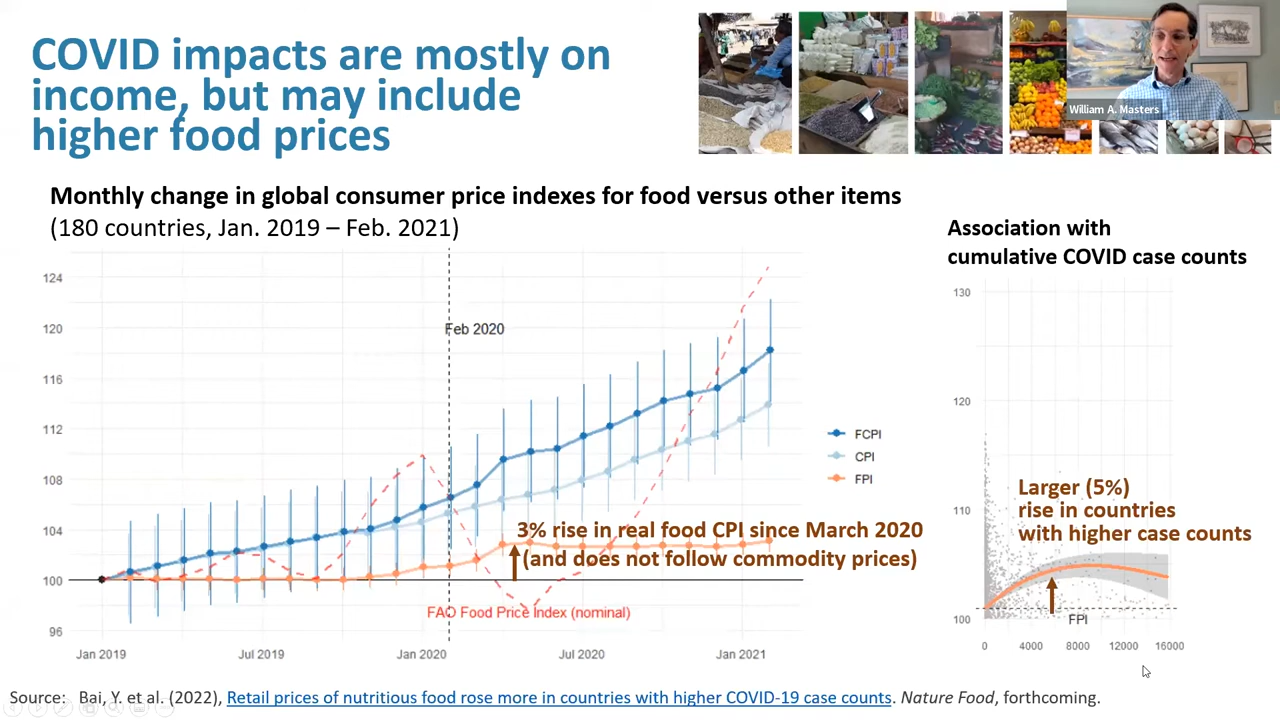 COVID impacts are mostly on
income, but may include
higher food prices
William A. Masters
Monthly change in global consumer price indexes for food versus other items
(180 countries, Jan. 2019 – Feb. 2021)
124
120
116
112
108
104
100
96
Feb 2020
FCPI
CPI
FPI
3% rise in real food CPI since March 2020
(and does not follow commodity prices)
FAO Food Price Index (nominal)
Jan 2019
Jul 2019
Jan 2020
Jul 2020
Jan 2021
Association with
cumulative COVID case counts
130
120
110
100
Larger (5%)
rise in countries
with higher case counts
FPI
0
4000
8000
12000
16000
Source: Bai, Y. et al. (2022), Retail prices of nutritious food rose more in countries with higher COVID-19 case counts. Nature Food, forthcoming.